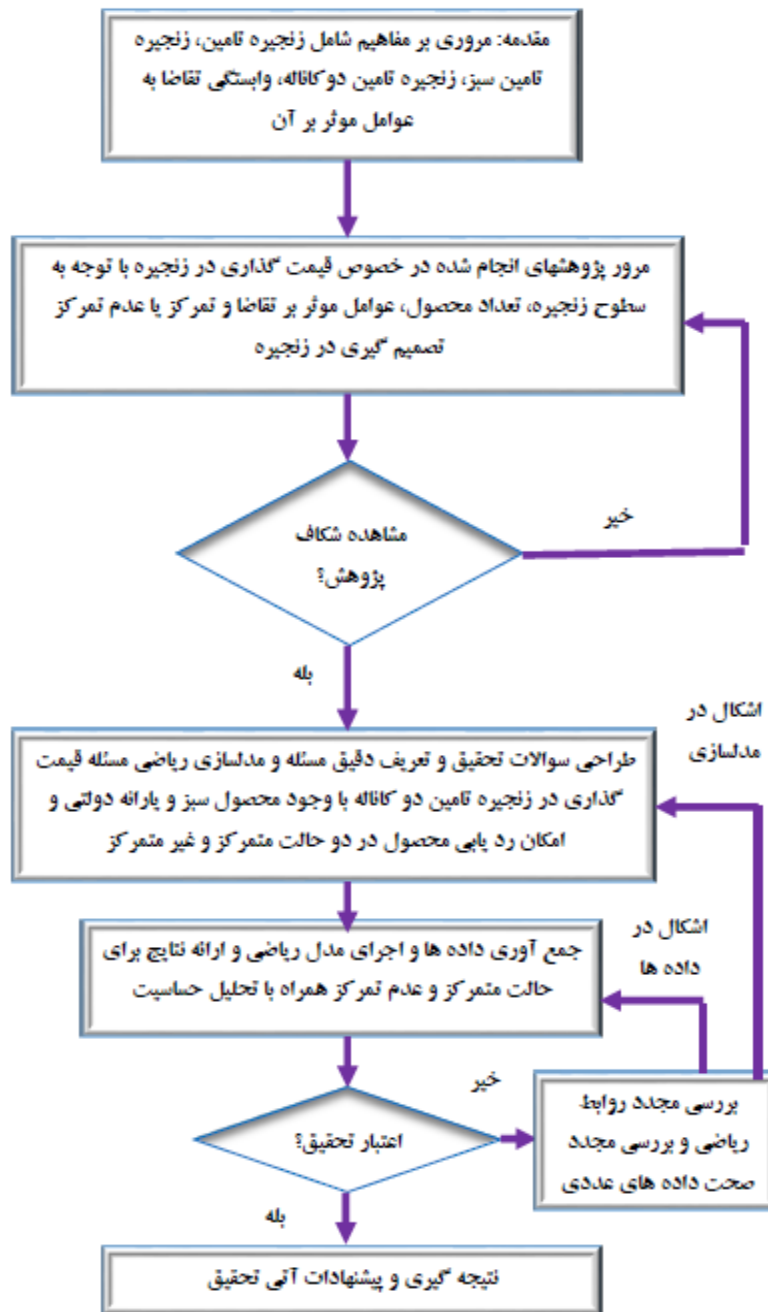 مقدمه: مروری بر مفاهیم شامل زنجیره تامین، زنجیره
تامین سبز، زنجیره تامین دو کاناله، وابستگی تقاضا به
عوامل موثر بر آن
مرور پژوهشهای انجام شده در خصوص قیمت گذاری در زنجیره با توجه به
سطوح زنجیره، تعداد محصول، عوامل موثر بر تقاضا و تمرکز یا عدم تمرکز
تصمیم گیری در زنجیره
مشاهده شکاف
پژوهش؟
خیر
بله
اشکال در
مدلسازی
طراحی سوالات تحقیق و تعریف دقیق مسئله و مدلسازی ریاضی مسئله قیمت
گذاری در زنجیره تامین دو کاناله با وجود محصول سبز و یارانه دولتی و
امکان رد یابی محصول در دو حالت متمرکز و غیر متمرکز
اشکال در
داده ها
جمع آوری داده ها و اجرای مدل ریاضی و ارائه نتایج برای
حالت متمرکز و عدم تمرکز همراه با تحلیل حساسیت
خیر
بررسی مجدد روابط
ریاضی و بررسی مجدد
صحت داده های عددی
اعتبار تحقیق؟
بله
نتیجه گیری و پیشنهادات آتی تحقیق